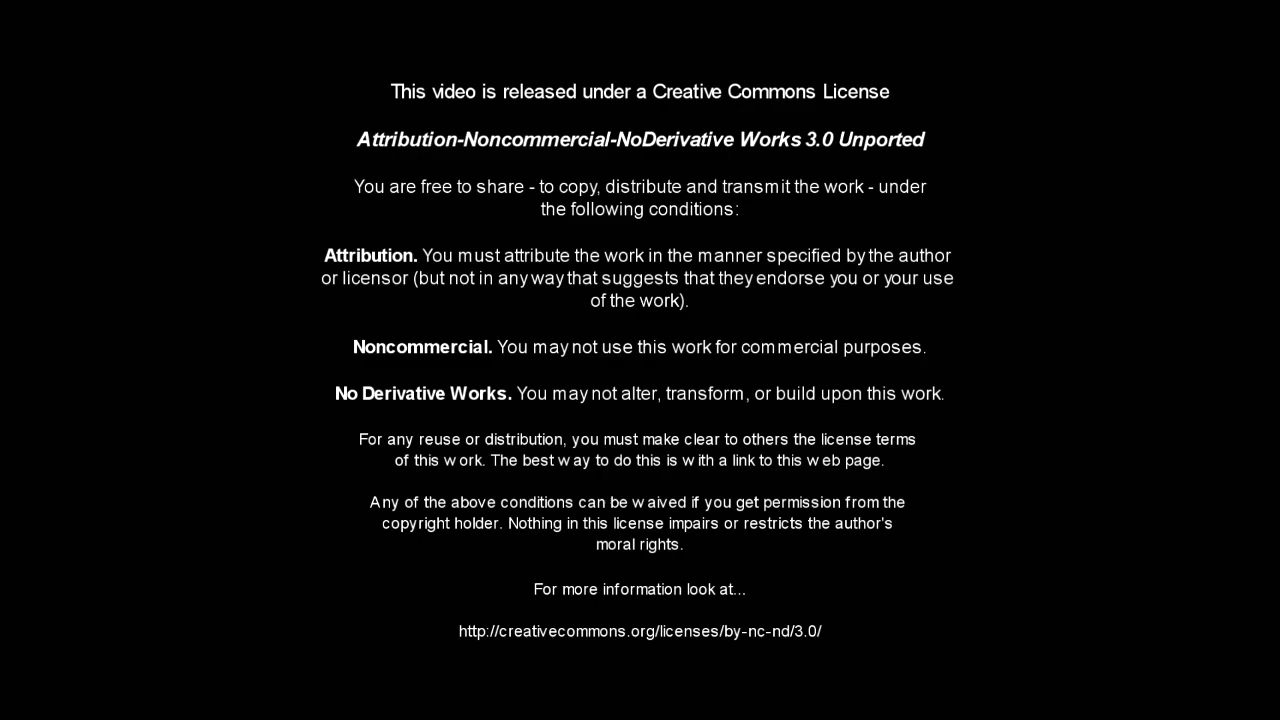 This video is released under a Creative Commons License
Attribution-Noncommercial-NoDerivative Works 3.0 Unported
You are free to share - to copy, distribute and transmit the work - under
the following conditions:
Attribution. You must attribute the work in the manner specified by the author
or licensor (but not in any way that suggests that they endorse you or your use
of the work).
Noncommercial. You may not use this work for commercial purposes.
No Derivative Works. You may not alter, transform, or build upon this work.
For any reuse or distribution, you must make clear to others the license terms
of this work. The best way to do this is with a link to this web page.
Any of the above conditions can be waived if you get permission from the
copyright holder. Nothing in this license impairs or restricts the author's
moral rights.
For more information look at...
http://creativecommons.org/licenses/by-nc-nd/3.0/